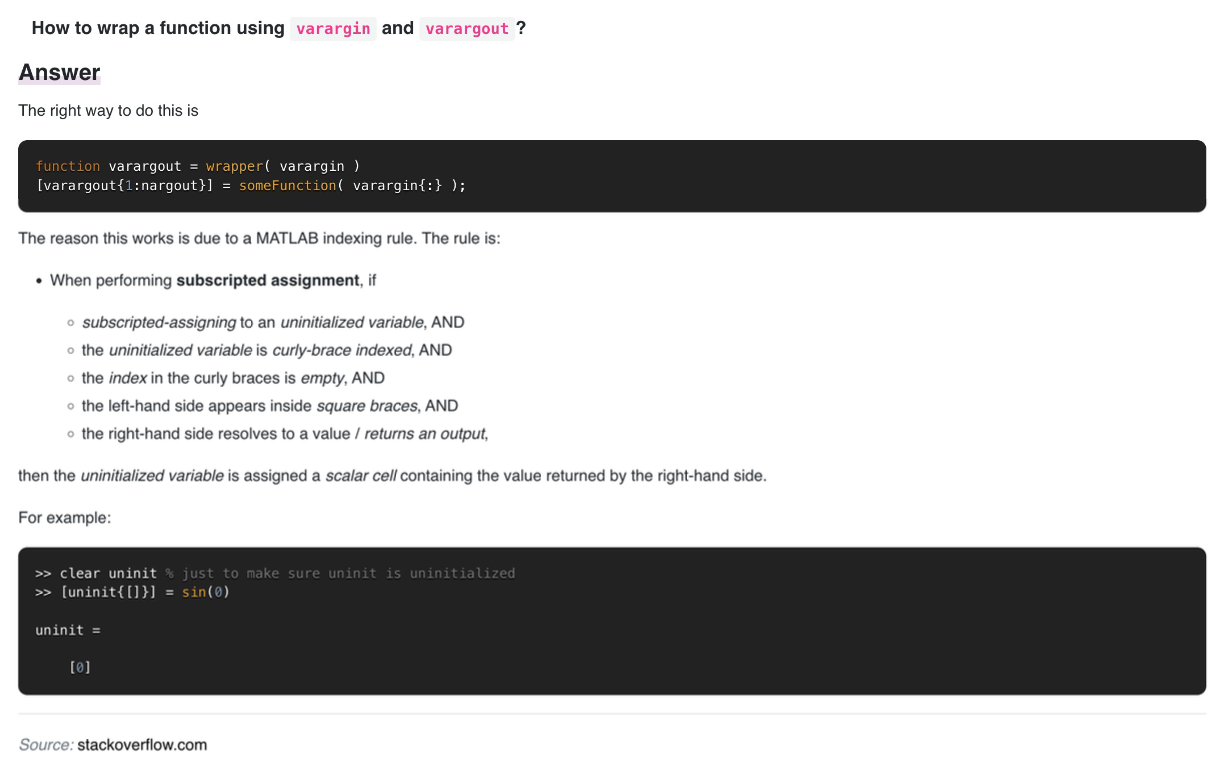 How to wrap a function using varargin and varargout?
Answer
The right way to do this is
function varargout = wrapper( varargin )
[varargout{1:nargout}] = someFunction( varargin{:} );
The reason this works is due to a MATLAB indexing rule. The rule is:
• When performing subscripted assignment, if
◦ subscripted-assigning to an uninitialized variable, AND
◦ the uninitialized variable is curly-brace indexed, AND
◦ the index in the curly braces is empty, AND
◦ the left-hand side appears inside square braces, AND
◦ the right-hand side resolves to a value / returns an output,
then the uninitialized variable is assigned a scalar cell containing the value returned by the right-hand side.
For example:
>> clear uninit % just to make sure uninit is uninitialized
>> [uninit{[]}] = sin(0)
uninit =
[0]
Source: stackoverflow.com